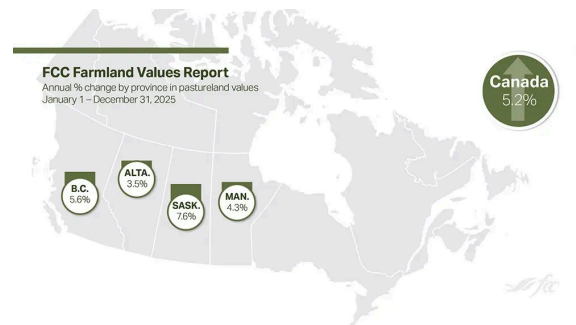 FCC Farmland Values Report
Annual % change by province in pastureland values
January 1 – December 31, 2025
Canada
5.2%
B.C.
5.6%
ALTA.
3.5%
SASK.
7.6%
MAN.
4.3%
fcc